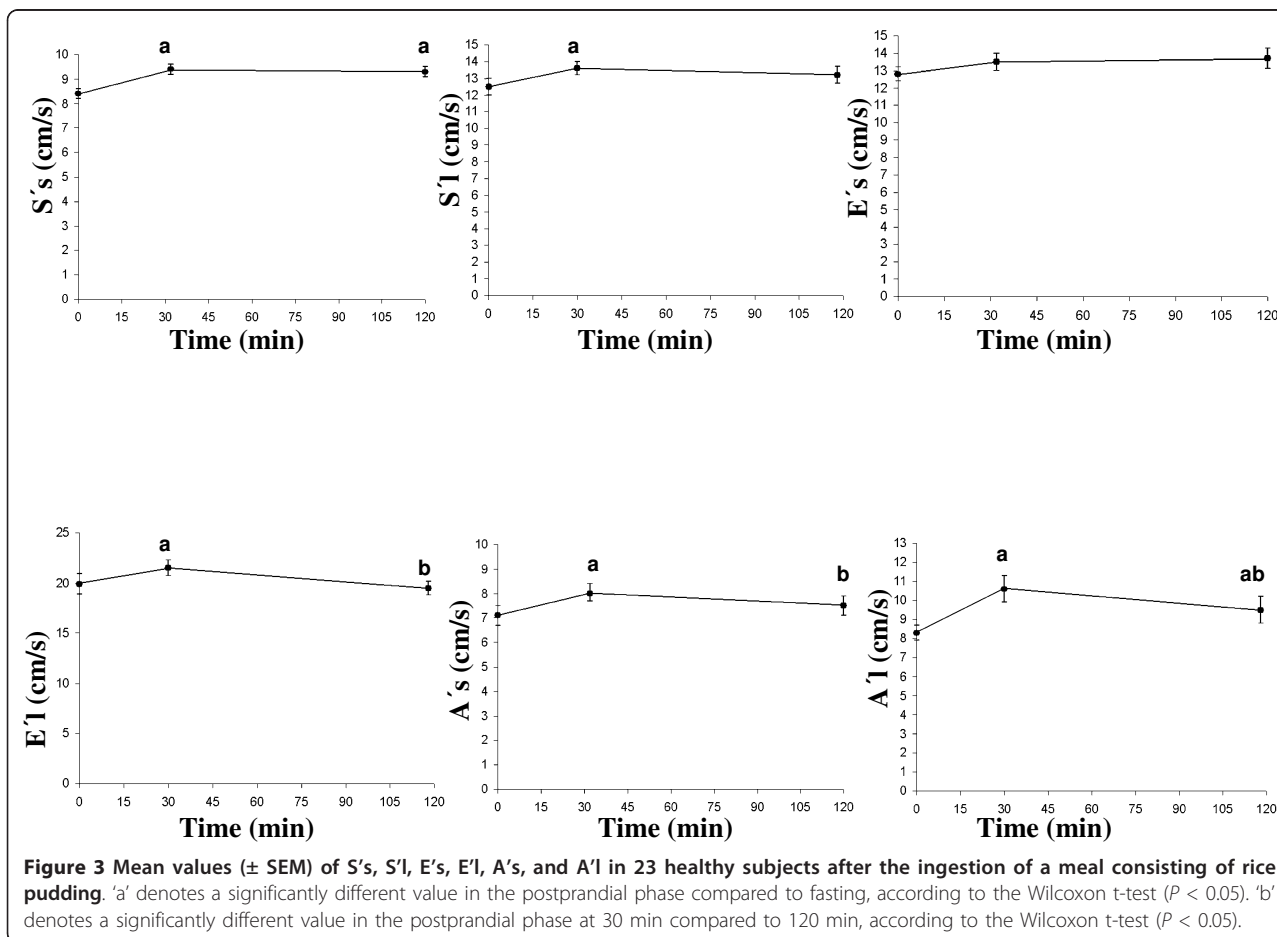 a a
10
9
8
7
6
5
4
3
2
1
0
S´s (cm/s)
0 15 30 45 60 75 90 105 120
Time (min)
a
15
14
13
12
11
10
9
8
7
6
5
4
3
2
1
0
S´l (cm/s)
0 15 30 45 60 75 90 105 120
Time (min)
15
14
13
12
11
10
9
8
7
6
5
4
3
2
1
0
E´s (cm/s)
0 15 30 45 60 75 90 105 120
Time (min)
a b
25
20
15
10
5
0
E´l (cm/s)
0 15 30 45 60 75 90 105 120
Time (min)
a b
10
9
8
7
6
5
4
3
2
1
0
A´s (cm/s)
0 15 30 45 60 75 90 105 120
Time (min)
a ab
13
12
11
10
9
8
7
6
5
4
3
2
1
0
A´l (cm/s)
0 15 30 45 60 75 90 105 120
Time (min)
Figure 3 Mean values (± SEM) of S's, S'l, E's, E'l, A's, and A'l in 23 healthy subjects after the ingestion of a meal consisting of rice
pudding. 'a' denotes a significantly different value in the postprandial phase compared to fasting, according to the Wilcoxon t-test (P < 0.05). 'b'
denotes a significantly different value in the postprandial phase at 30 min compared to 120 min, according to the Wilcoxon t-test (P < 0.05).